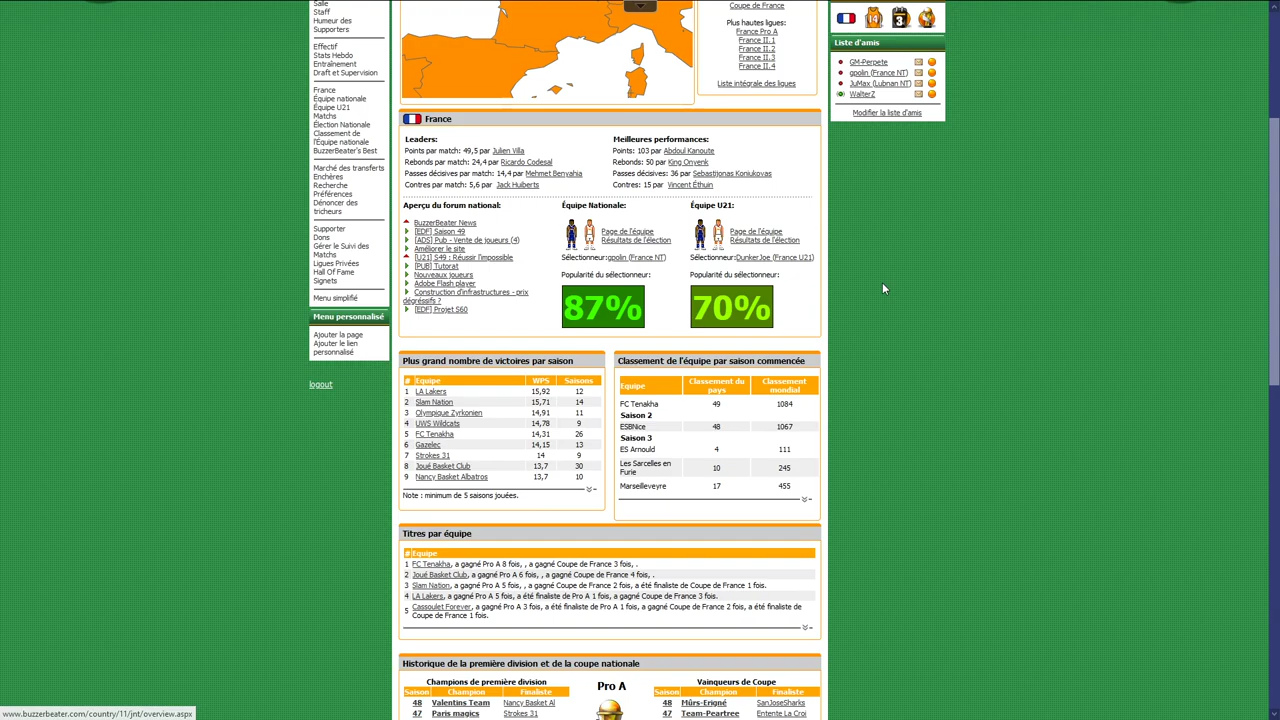 Salle
Staff
Humeur des
Supporters
Effectif
Stats Hebdo
Entraînement
Draft et Supervision
France
Équipe nationale
Équipe U21
Matchs
Élection Nationale
Classement de
l'Équipe nationale
BuzzerBeater's Best
Marché des transferts
Enchères
Recherche
Préférences
Dénoncer des
tricheurs
Supporter
Dons
Gérer le Suivi des
Matchs
Ligues Privées
Hall Of Fame
Signets
Menu simplifié
Menu personnalisé
Ajouter la page
Ajouter le lien
personnalisé
logout
Coupe de France
Plus hautes ligues:
France Pro A
France II.1
France II.2
France II.3
France II.4
Liste intégrale des ligues
14
3
Liste d'amis
GM-Perpete
gpolin (France NT)
JuMax (Lubnan NT)
WalterZ
Modifier la liste d'amis
France
Leaders:
Points par match: 49,5 par Julien Villa
Rebonds par match: 24,4 par Ricardo Codesal
Passes décisives par match: 14,4 par Mehmet Benyahia
Contres par match: 5,6 par Jack Huiberts
Meilleures performances:
Points: 103 par Abdoul Kanoute
Rebonds: 50 par King Onyenk
Passes décisives: 36 par Sebastijonas Koniukovas
Contres: 15 par Vincent Éthuin
Aperçu du forum national:
BuzzerBeater News
[EDF] Saison 49
[ADS] Pub - Vente de joueurs (4)
Améliorer le site
[U21] S49 : Réussir l'impossible
[PUB] Tutorat
Nouveaux joueurs
Adobe Flash player
Construction d'infrastructures - prix
dégréssifs ?
[EDF] Projet S60
Équipe Nationale:
Page de l'équipe
Résultats de l'élection
Sélectionneur:gpolin (France NT)
Popularité du sélectionneur:
87%
Équipe U21:
Page de l'équipe
Résultats de l'élection
Sélectionneur:DunkerJoe (France U21)
Popularité du sélectionneur:
70%
Plus grand nombre de victoires par saison
# Equipe WPS Saisons
1 LA Lakers 15,92 12
2 Slam Nation 15,71 14
3 Olympique Zyrkonien 14,91 11
4 UWS Wildcats 14,78 9
5 FC Tenakha 14,31 26
6 Gazelec 14,15 13
7 Strokes 31 14 9
8 Joué Basket Club 13,7 30
9 Nancy Basket Albatros 13,7 10
Note : minimum de 5 saisons jouées.
Classement de l'équipe par saison commencée
Equipe Classement du pays Classement mondial
FC Tenakha 49 1084
Saison 2
ESBNice 48 1067
Saison 3
ES Arnould 4 111
Les Sarcelles en
Furie 10 245
Marseilleveyre 17 455
Titres par équipe
# Equipe
1 FC Tenakha, a gagné Pro A 8 fois, , a gagné Coupe de France 3 fois, .
2 Joué Basket Club, a gagné Pro A 6 fois, , a gagné Coupe de France 4 fois, .
3 Slam Nation, a gagné Pro A 5 fois, , a gagné Coupe de France 2 fois, a été finaliste de Coupe de France 1 fois.
4 LA Lakers, a gagné Pro A 5 fois, a été finaliste de Pro A 1 fois, a gagné Coupe de France 3 fois.
5 Cassoulet Forever, a gagné Pro A 3 fois, a été finaliste de Pro A 1 fois, a gagné Coupe de France 2 fois, a été finaliste de
Coupe de France 1 fois.
Historique de la première division et de la coupe nationale
Champions de première division
Saison Champion Finaliste
48 Valentins Team Nancy Basket Al
47 Paris magics Strokes 31
Pro A
Vainqueurs de Coupe
Saison Champion Finaliste
48 Mûrs-Erigné SanJoseSharks
47 Team-Peartree Entente La Croi
www.buzzerbeater.com/country/11/jnt/overview.aspx